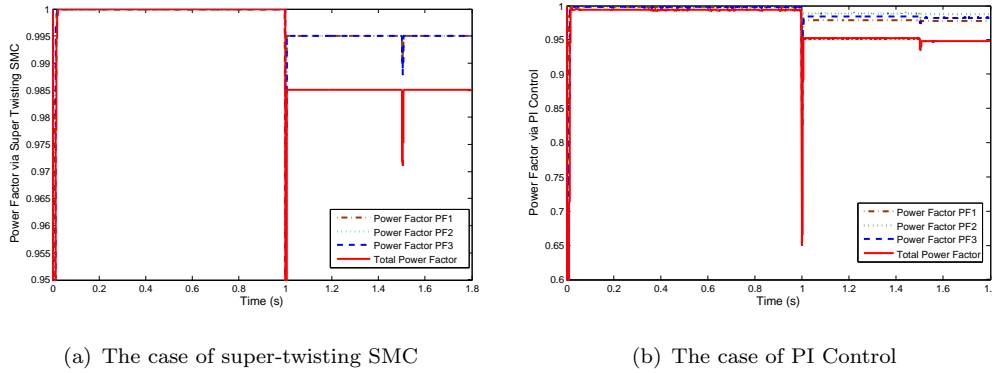 Power Factor via Super Twisting SMC
1
0.995
0.99
0.985
0.98
0.975
0.97
0.965
0.96
0.955
0.95
0
0.2
0.4
0.6
0.8
1
1.2
1.4
1.6
1.8
Time (s)
Power Factor PF1
Power Factor PF2
Power Factor PF3
Total Power Factor
(a) The case of super-twisting SMC
Power Factor via PI Control
1
0.95
0.9
0.85
0.8
0.75
0.7
0.65
0.6
0
0.2
0.4
0.6
0.8
1
1.2
1.4
1.6
1.
Time (s)
Power Factor PF1
Power Factor PF2
Power Factor PF3
Total Power Factor
(b) The case of PI Control